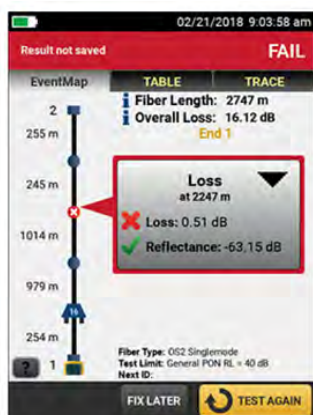 02/21/2018 9:03:58 am
Result not saved
FAIL
EventMap
TABLE
TRACE
2
Fiber Length: 2747 m
Overall Loss: 16.12 dB
End 1
255 m
245 m
Loss
at 2247 m
Loss: 0.51 dB
Reflectance: -63.15 dB
1014 m
979 m
16
254 m
1
Fiber Type: OS2 Singlemode
Test Limit: General PON RL = 40 dB
Next ID:
?
FIX LATER
TEST AGAIN